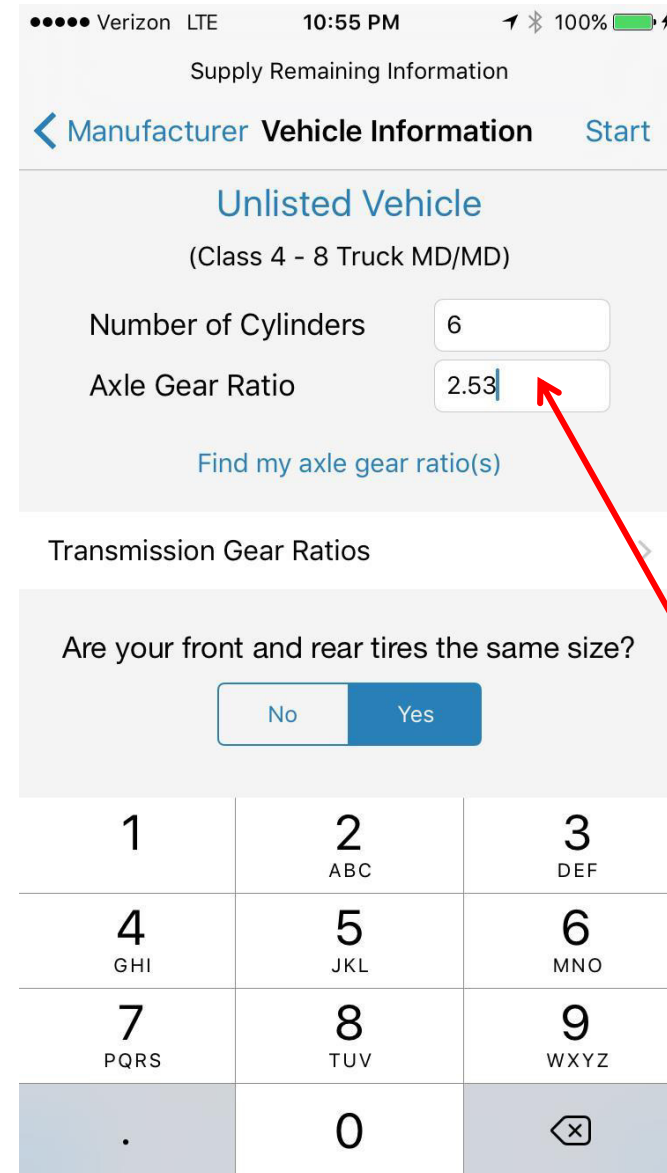 Verizon LTE 10:55 PM 100%
Supply Remaining Information
Manufacturer Vehicle Information Start
Unlisted Vehicle
(Class 4 - 8 Truck MD/MD)
Number of Cylinders 6
Axle Gear Ratio 2.53
Find my axle gear ratio(s)
Transmission Gear Ratios
Are your front and rear tires the same size?
No Yes
1 2 3
ABC DEF
4 5 6
GHI JKL MNO
7 8 9
PQRS TUV WXYZ
. 0